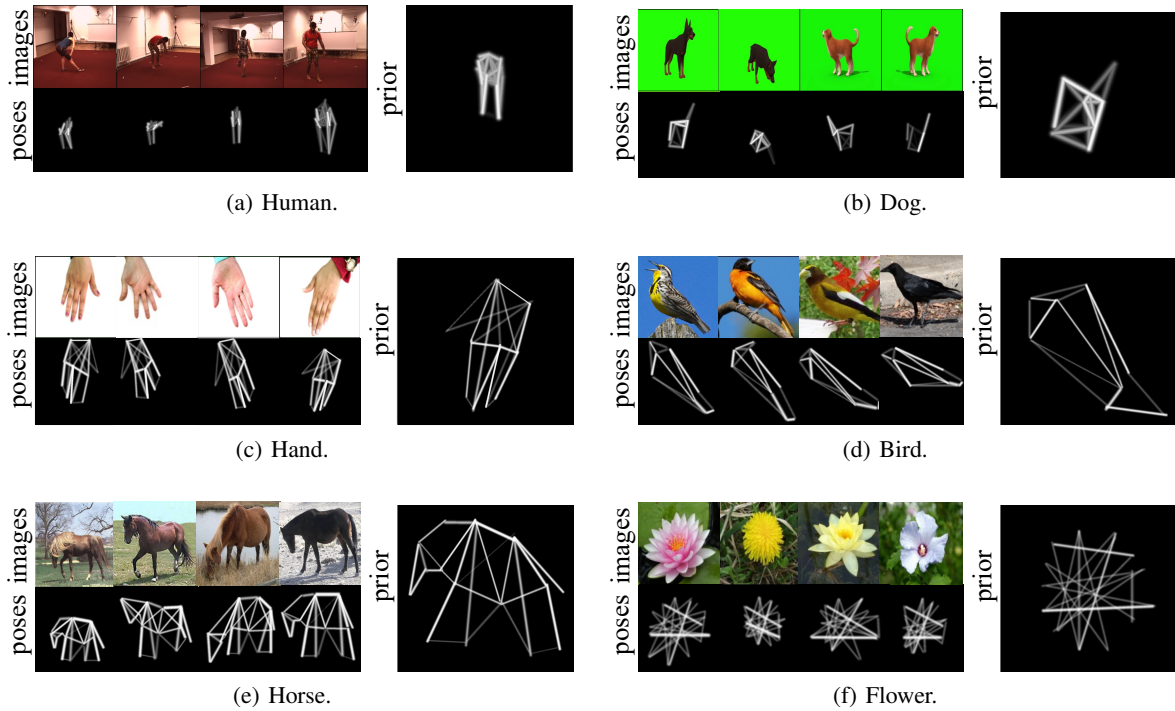 images
poses
prior
(a) Human.
images
poses
prior
(b) Dog.
images
poses
prior
(c) Hand.
images
poses
prior
(d) Bird.
images
poses
prior
(e) Horse.
images
poses
prior
(f) Flower.